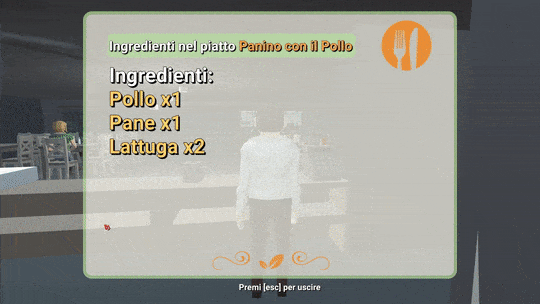 Ingredienti nel piatto Panino con il Pollo
Ingredienti:
Pollo x1
Pane x1
Lattuga x2
Premi [esc] per uscire